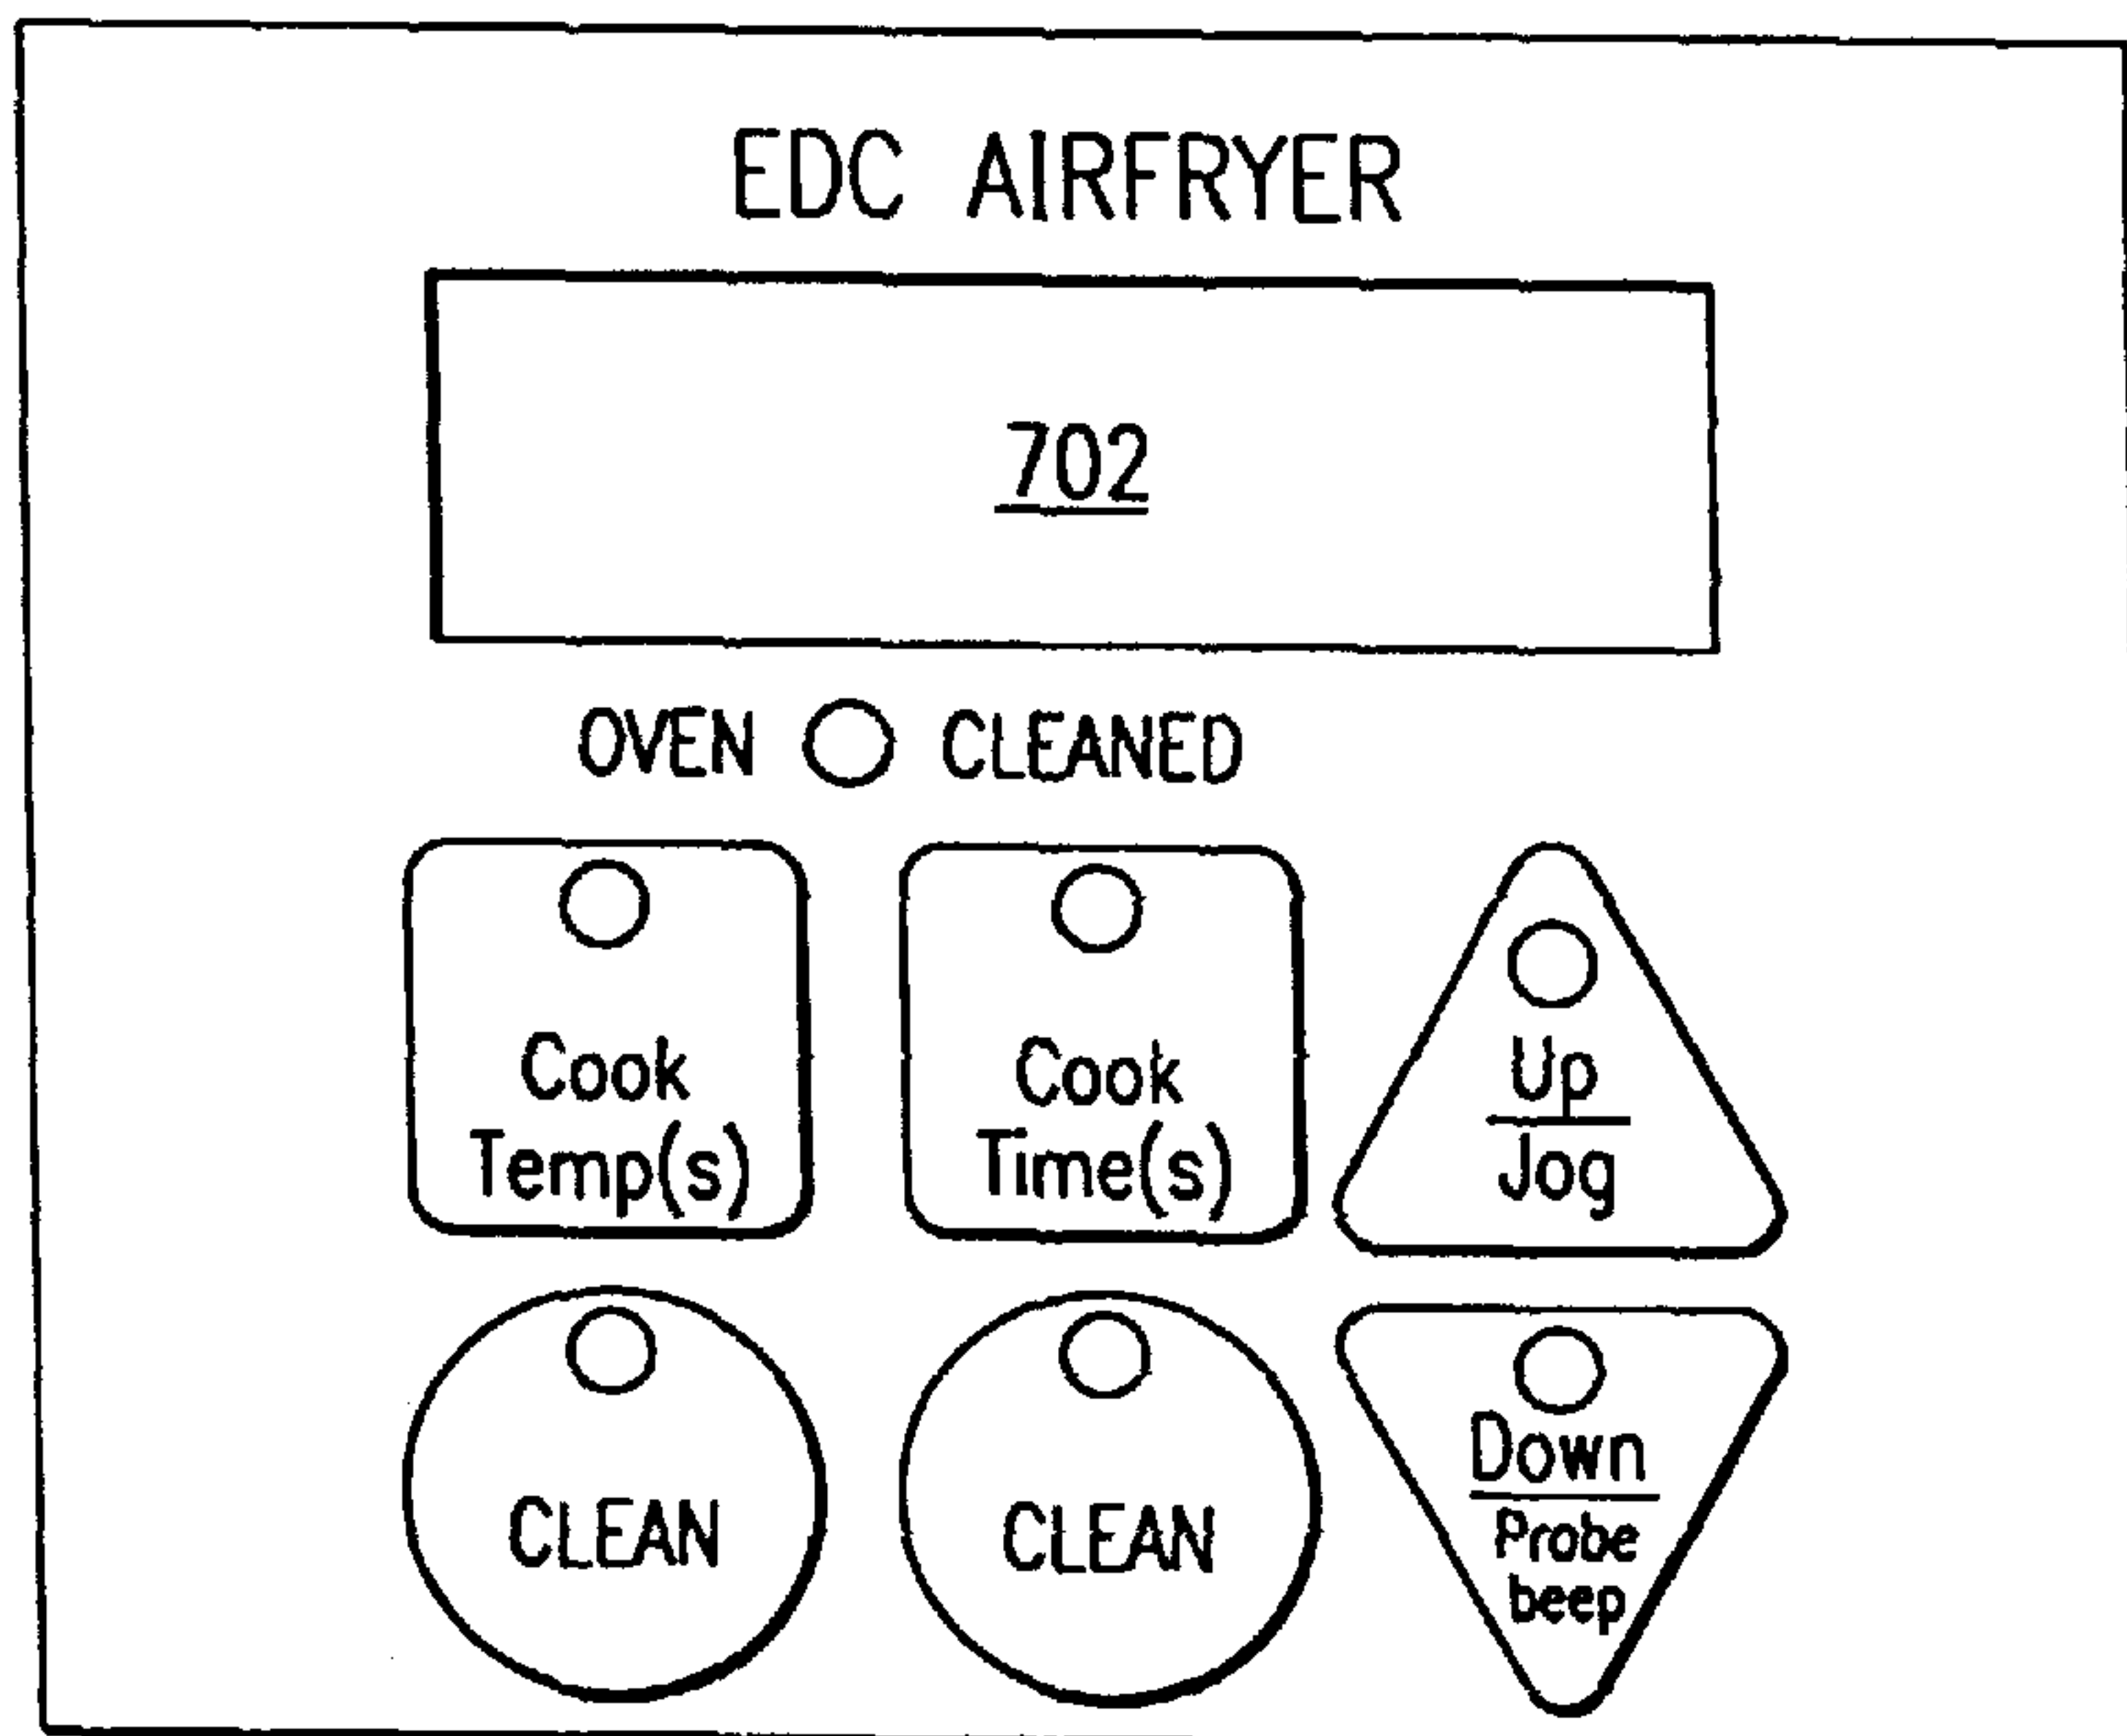 EDC AIRFRYER
702
OVEN CLEANED
Cook
Temp(s)
Cook
Time(s)
Up
Jog
CLEAN
CLEAN
Down
Probe
beep